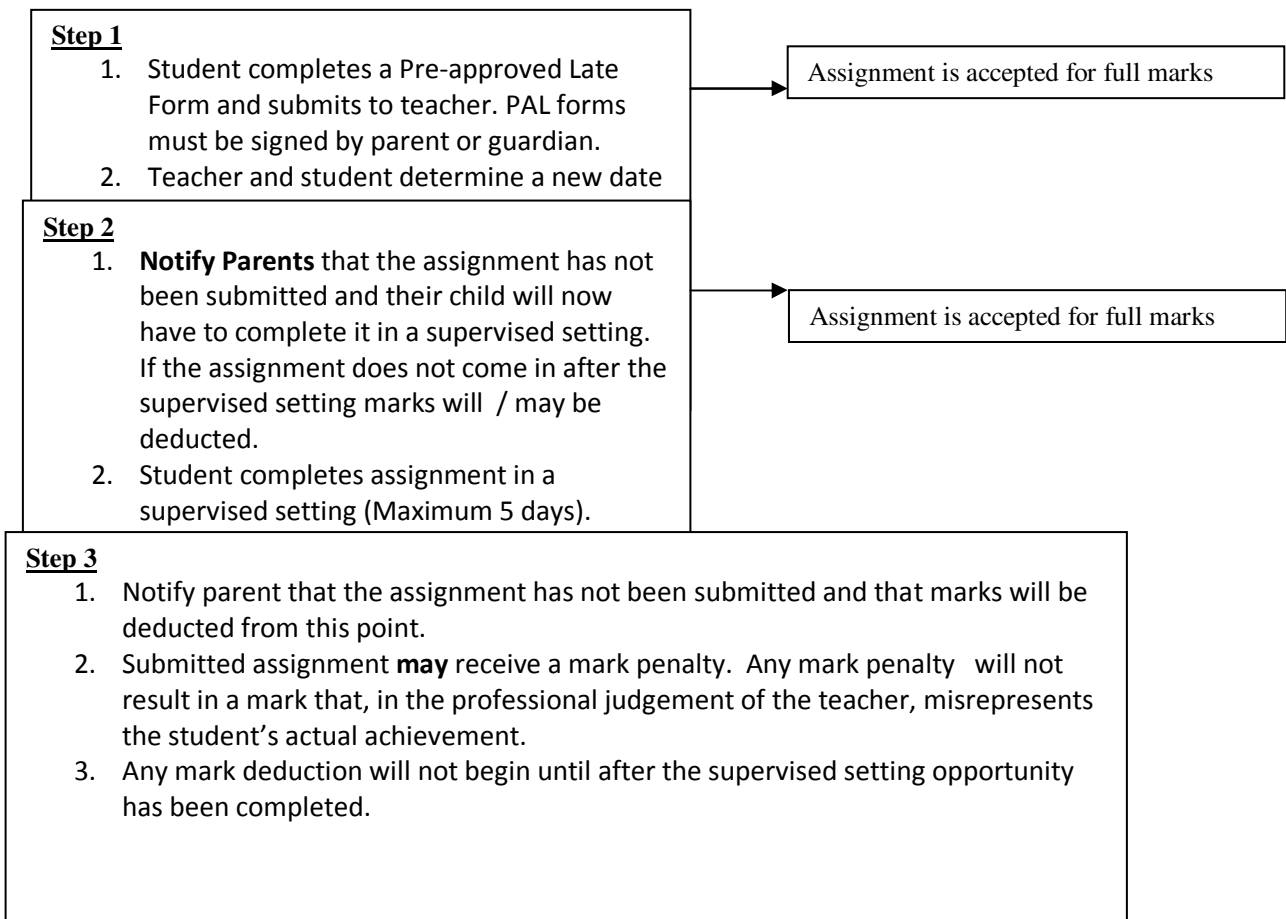 Step 1
1. Student completes a Pre-approved Late
Form and submits to teacher. PAL forms
must be signed by parent or guardian.
2. Teacher and student determine a new date
Assignment is accepted for full marks
Step 2
1. Notify Parents that the assignment has not
been submitted and their child will now
have to complete it in a supervised setting.
If the assignment does not come in after the
supervised setting marks will / may be
deducted.
2. Student completes assignment in a
supervised setting (Maximum 5 days).
Assignment is accepted for full marks
Step 3
1. Notify parent that the assignment has not been submitted and that marks will be
deducted from this point.
2. Submitted assignment may receive a mark penalty. Any mark penalty will not
result in a mark that, in the professional judgement of the teacher, misrepresents
the student's actual achievement.
3. Any mark deduction will not begin until after the supervised setting opportunity
has been completed.